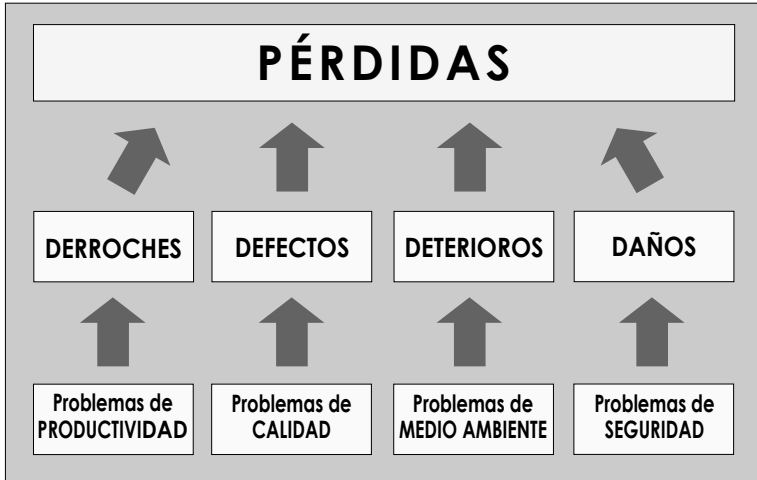 PÉRDIDAS
DERROCHES
DEFECTOS
DETERIOROS
DAÑOS
Problemas de
PRODUCTIVIDAD
Problemas de
CALIDAD
Problemas de
MEDIO AMBIENTE
Problemas de
SEGURIDAD